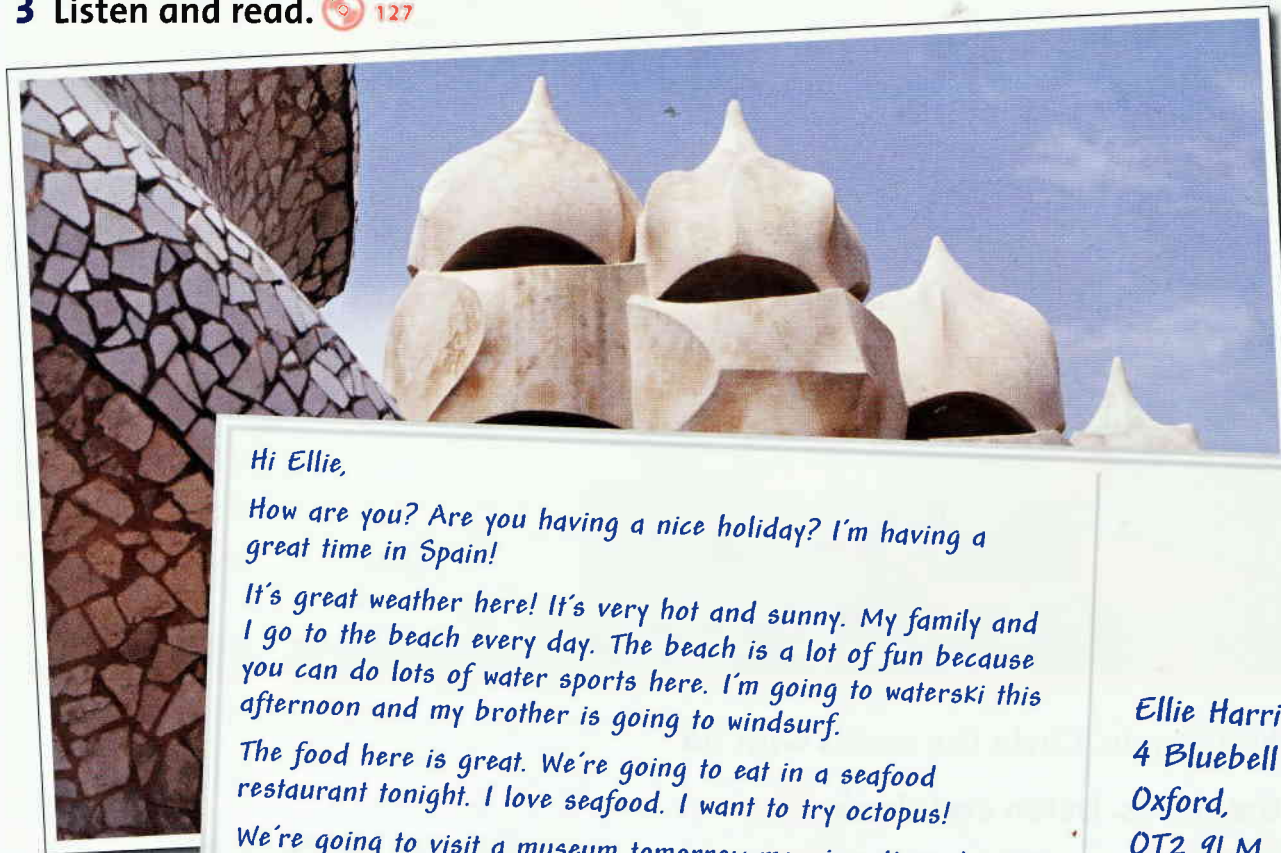 3 Listen and read. 127
Hi Ellie,
How are you? Are you having a nice holiday? I'm having a
great time in Spain!
It's great weather here! It's very hot and sunny. My family and
I go to the beach every day. The beach is a lot of fun because
you can do lots of water sports here. I'm going to waterski this
afternoon and my brother is going to windsurf.
The food here is great. We're going to eat in a seafood
restaurant tonight. I love seafood. I want to try octopus!
We're going to visit a museum tomorrow
Ellie
4 Bluebell
Oxford,
OT2 9LM